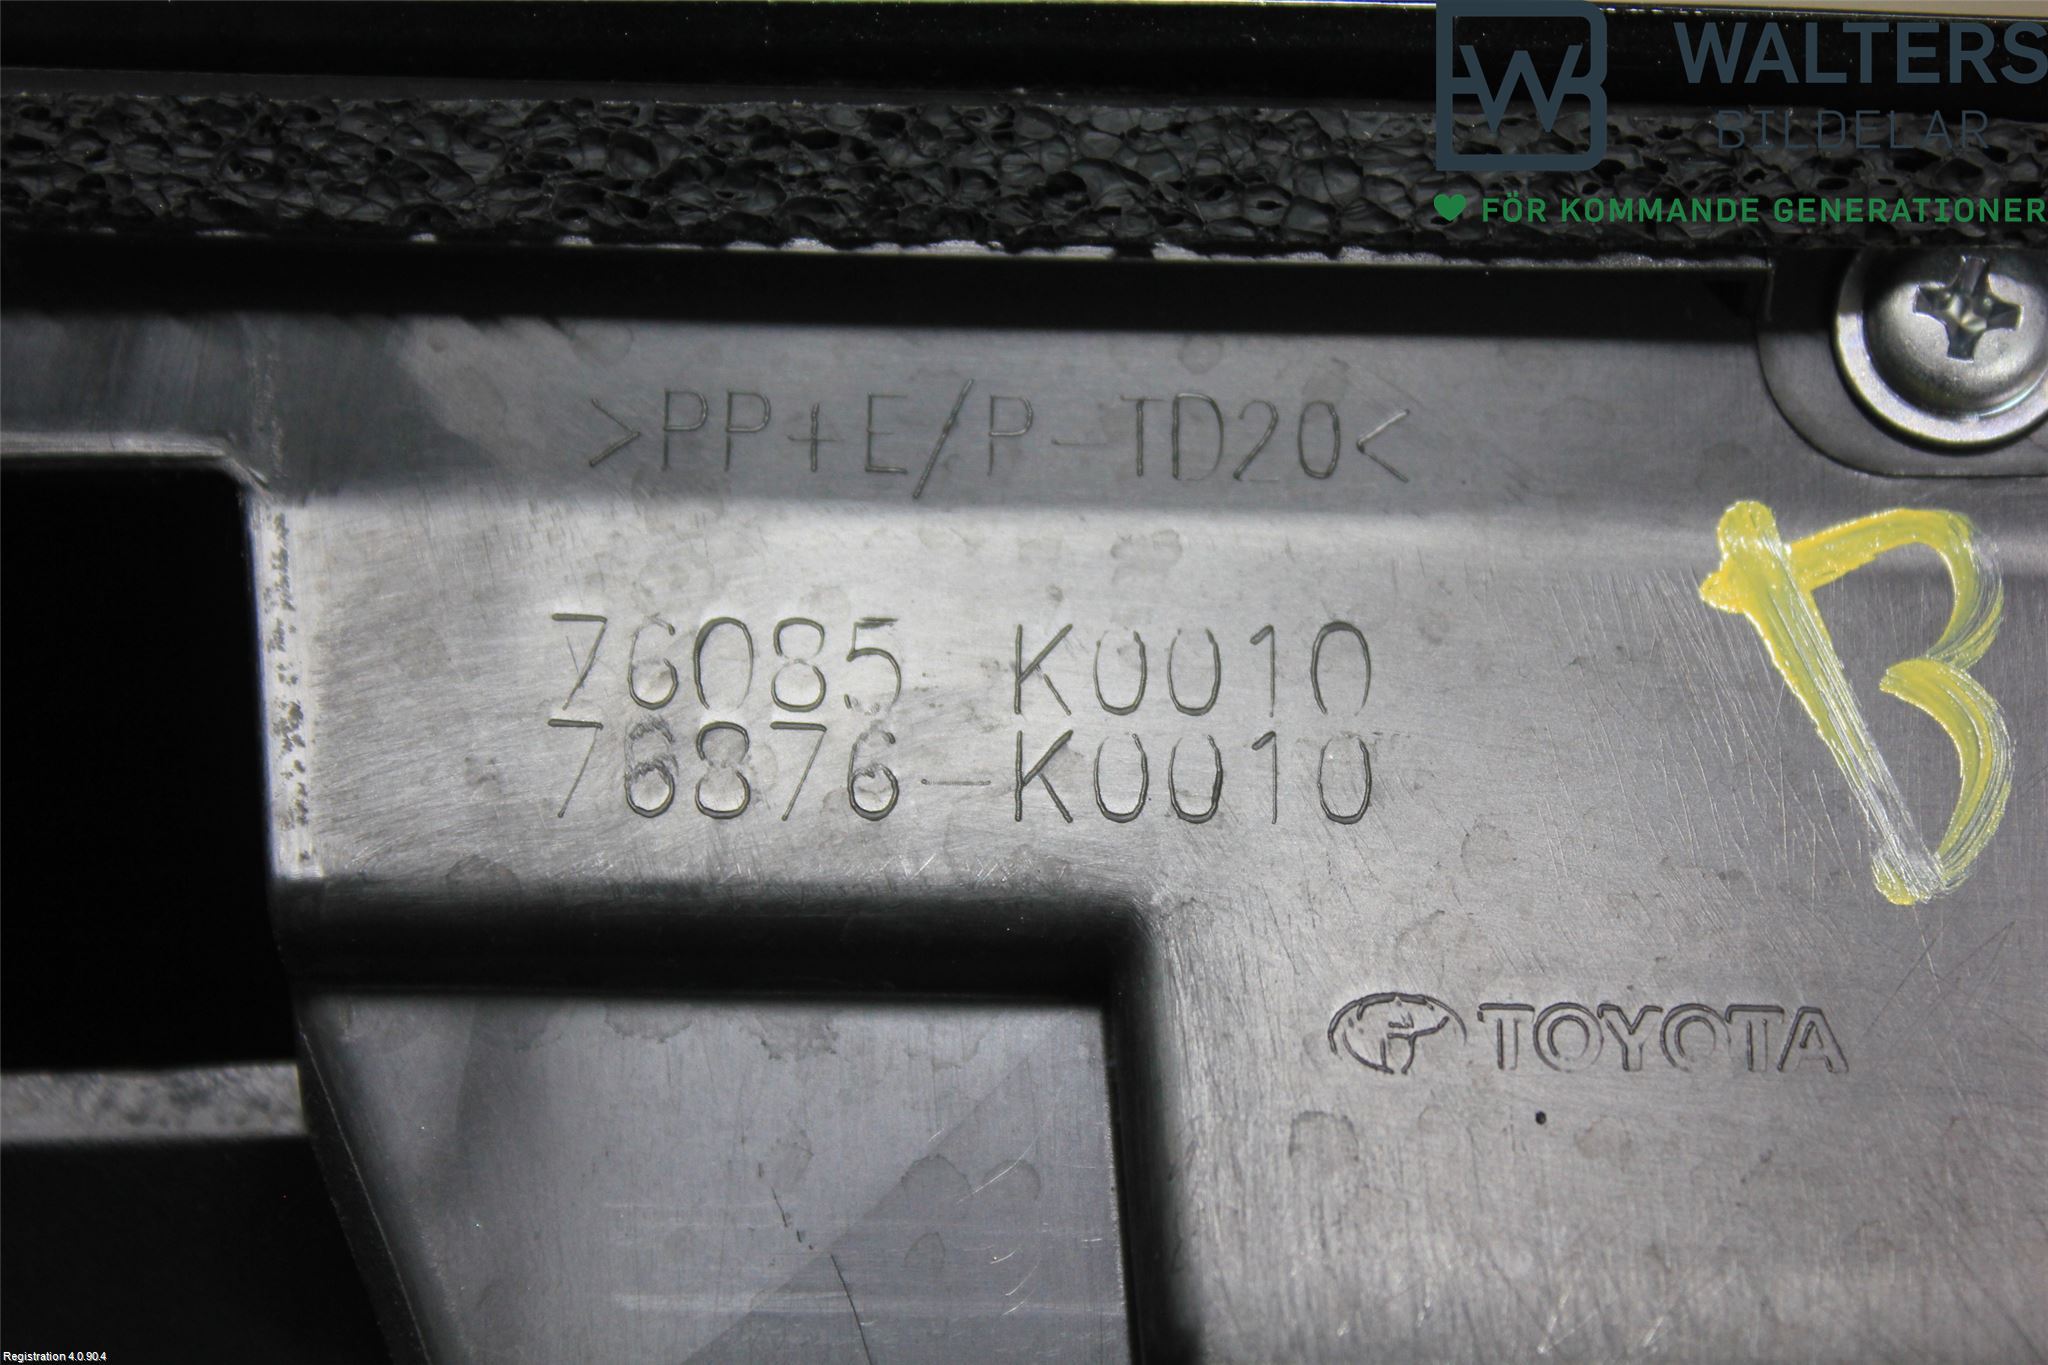 WALTERS
BILDELAR
FÖR KOMMANDE GENERATIONER
>PP+E/P-TD20<
76085-K0010
76876-K0010
B
TOYOTA
Registration 4.0.90.4